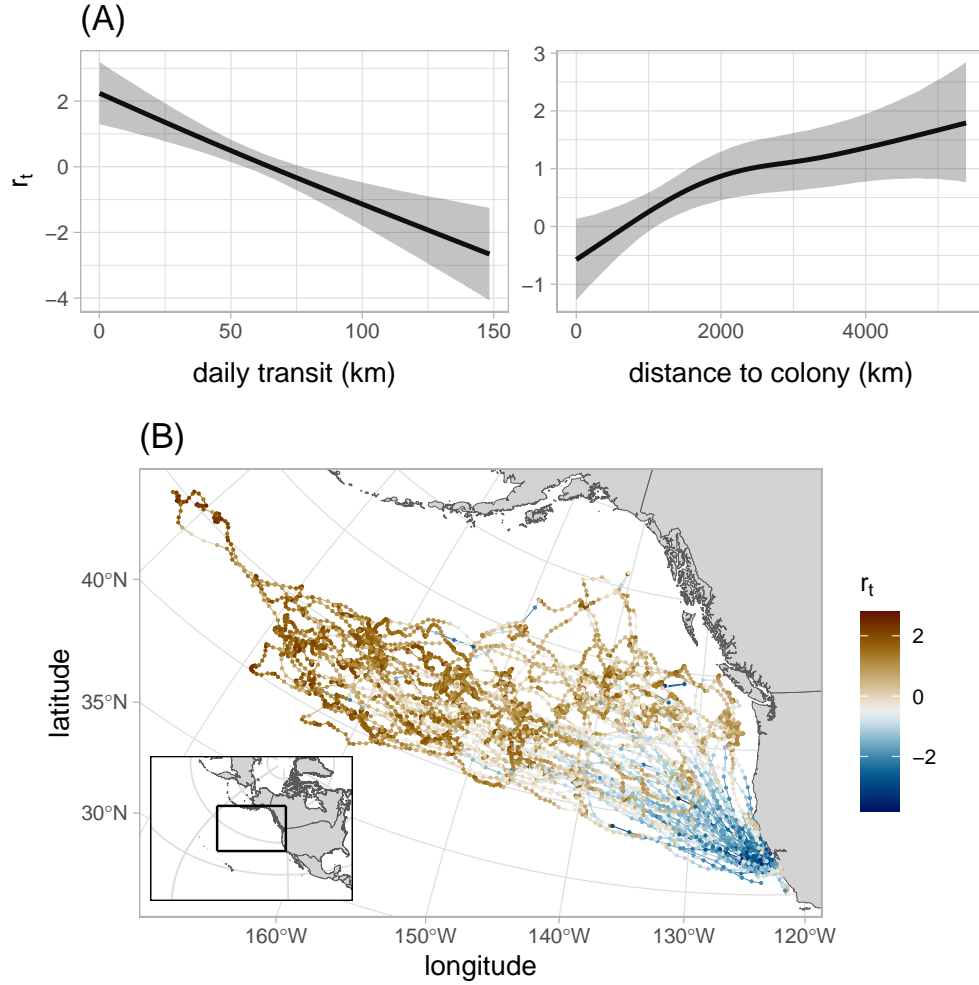 (A)
r_t
2
0
−2
−4
0 50 100 150
daily transit (km)
3
2
1
0
−1
0 2000 4000
distance to colony (km)
(B)
latitude
40°N
35°N
30°N
160°W 150°W 140°W 130°W 120°W
longitude
r_t
2
0
−2